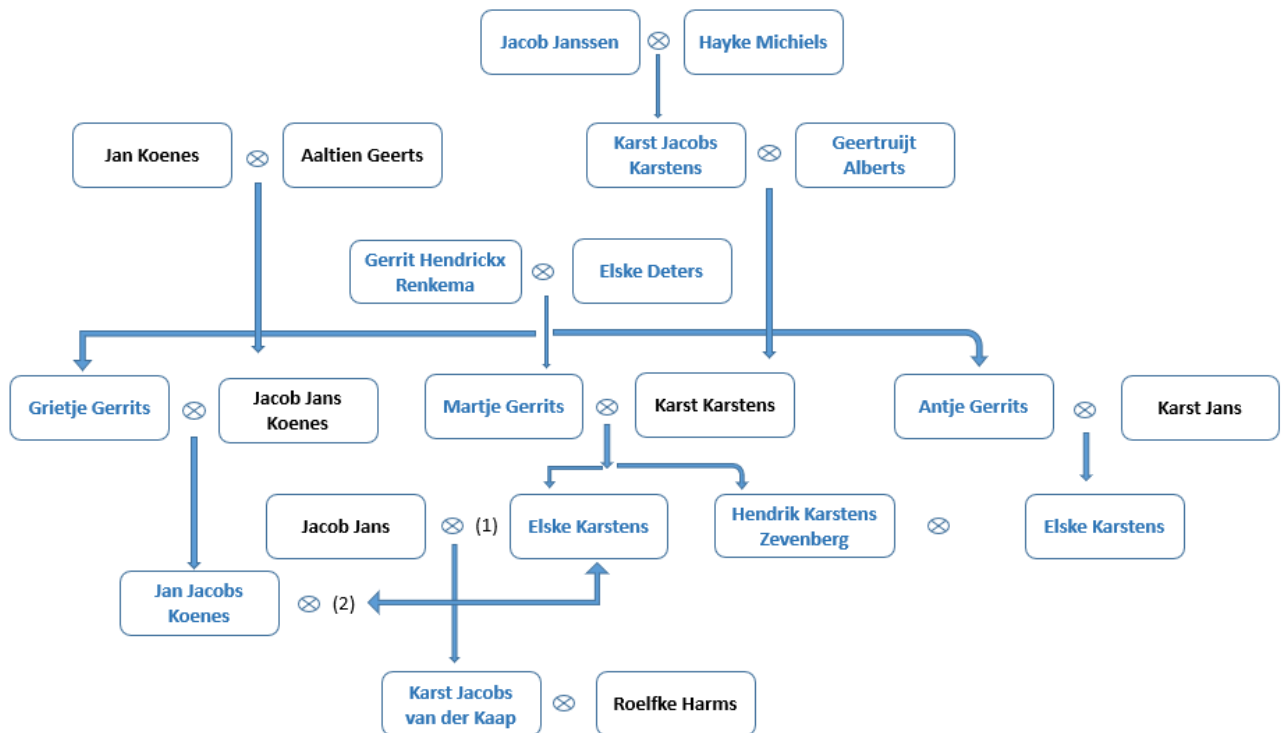 Jacob Janssen
Hayke Michiels
Jan Koenes
Aaltien Geerts
Karst Jacobs
Karstens
Geertruijt
Alberts
Gerrit Hendrickx
Renkema
Elske Deters
Grietje Gerrits
Jacob Jans
Koenes
Martje Gerrits
Karst Karstens
Antje Gerrits
Karst Jans
Jacob Jans
(1)
Elske Karstens
Hendrik Karstens
Zevenberg
Elske Karstens
Jan Jacobs
Koenes
(2)
Karst Jacobs
van der Kaap
Roelfke Harms